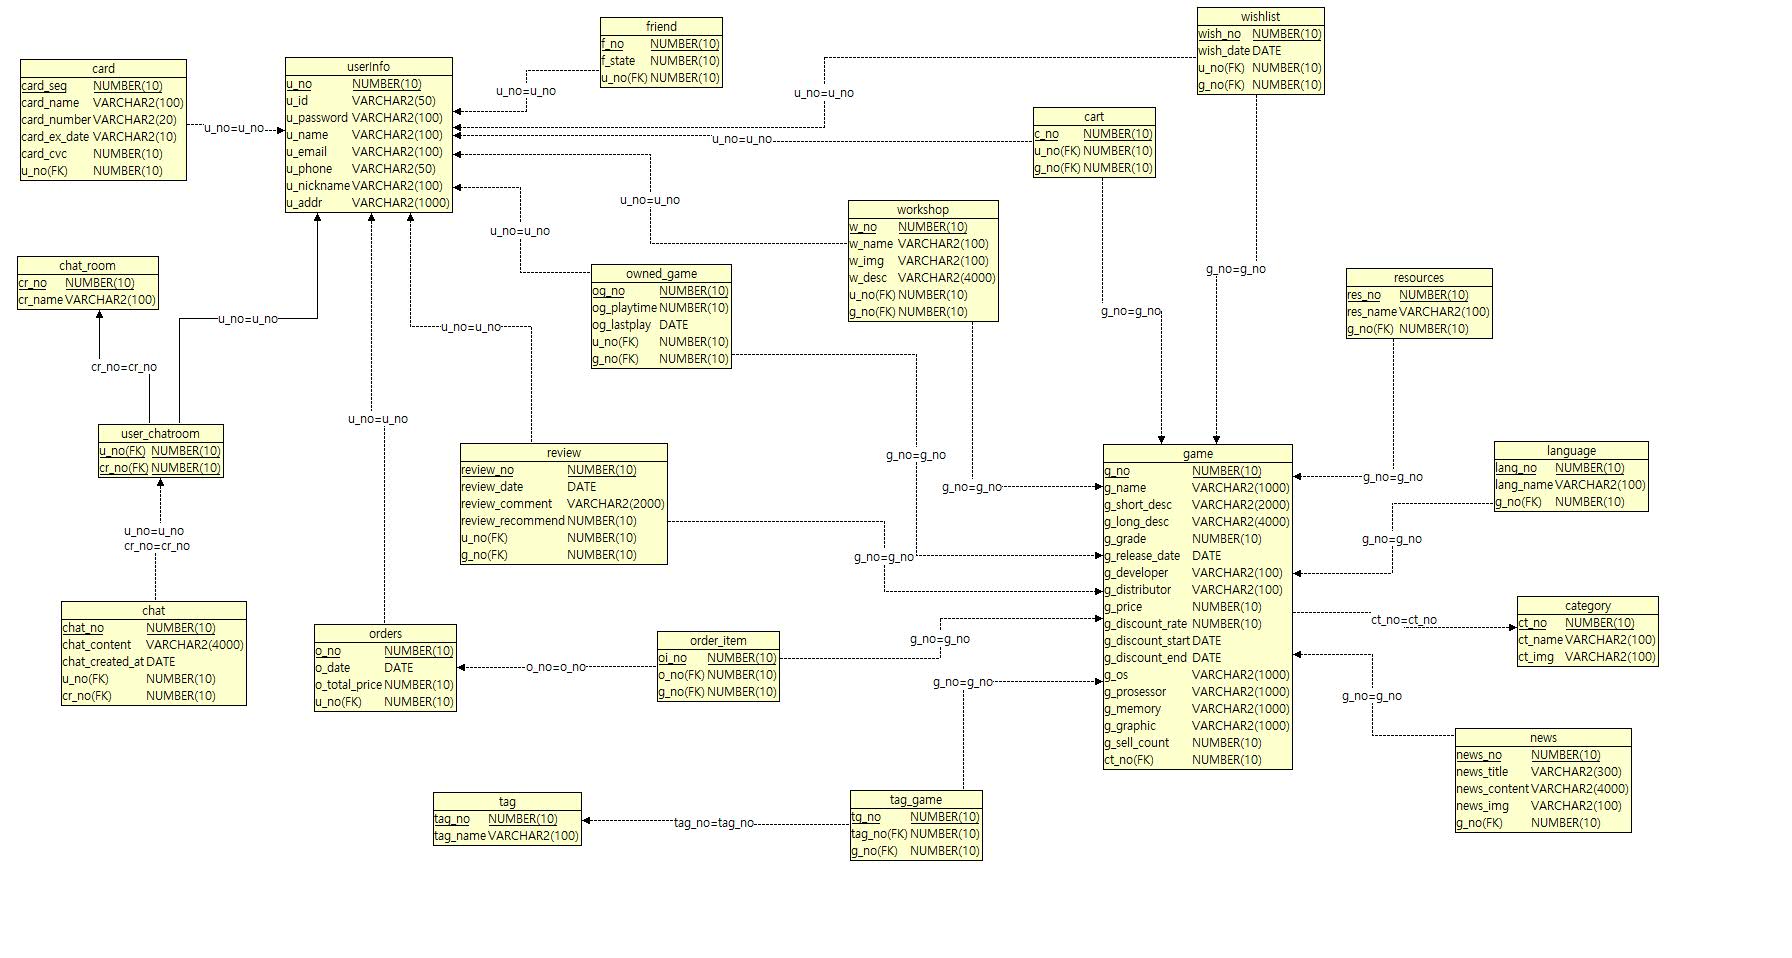 card
card_seq NUMBER(10)
card_name VARCHAR2(100)
card_number VARCHAR2(20)
card_ex_date VARCHAR2(10)
card_cvc NUMBER(10)
u_no(FK) NUMBER(10)
u_no=u_no
userInfo
u_no NUMBER(10)
u_id VARCHAR2(50)
u_password VARCHAR2(100)
u_name VARCHAR2(100)
u_email VARCHAR2(100)
u_phone VARCHAR2(50)
u_nickname VARCHAR2(100)
u_addr VARCHAR2(1000)
friend
f_no NUMBER(10)
f_state NUMBER(10)
u_no(FK) NUMBER(10)
u_no=u_no
wishlist
wish_no NUMBER(10)
wish_date DATE
u_no(FK) NUMBER(10)
g_no(FK) NUMBER(10)
u_no=u_no
g_no=g_no
cart
c_no NUMBER(10)
u_no(FK) NUMBER(10)
g_no(FK) NUMBER(10)
u_no=u_no
g_no=g_no
workshop
w_no NUMBER(10)
w_name VARCHAR2(100)
w_img VARCHAR2(100)
w_desc VARCHAR2(4000)
u_no(FK) NUMBER(10)
g_no(FK) NUMBER(10)
u_no=u_no
g_no=g_no
owned_game
og_no NUMBER(10)
og_playtime NUMBER(10)
og_lastplay DATE
u_no(FK) NUMBER(10)
g_no(FK) NUMBER(10)
u_no=u_no
g_no=g_no
resources
res_no NUMBER(10)
res_name VARCHAR2(100)
g_no(FK) NUMBER(10)
g_no=g_no
chat_room
cr_no NUMBER(10)
cr_name VARCHAR2(100)
u_no=u_no
cr_no=cr_no
user_chatroom
u_no(FK) NUMBER(10)
cr_no(FK) NUMBER(10)
u_no=u_no
cr_no=cr_no
chat
chat_no NUMBER(10)
chat_content VARCHAR2(4000)
chat_created_at DATE
u_no(FK) NUMBER(10)
cr_no(FK) NUMBER(10)
u_no=u_no
u_no=u_no
review
review_no NUMBER(10)
review_date DATE
review_comment VARCHAR2(2000)
review_recommend NUMBER(10)
u_no(FK) NUMBER(10)
g_no(FK) NUMBER(10)
g_no=g_no
game
g_no NUMBER(10)
g_name VARCHAR2(1000)
g_short_desc VARCHAR2(2000)
g_long_desc VARCHAR2(4000)
g_grade NUMBER(10)
g_release_date DATE
g_developer VARCHAR2(100)
g_distributor VARCHAR2(100)
g_price NUMBER(10)
g_discount_rate NUMBER(10)
g_discount_start DATE
g_discount_end DATE
g_os VARCHAR2(1000)
g_prosessor VARCHAR2(1000)
g_memory VARCHAR2(1000)
g_graphic VARCHAR2(1000)
g_sell_count NUMBER(10)
ct_no(FK) NUMBER(10)
language
lang_no NUMBER(10)
lang_name VARCHAR2(100)
g_no(FK) NUMBER(10)
g_no=g_no
category
ct_no NUMBER(10)
ct_name VARCHAR2(100)
ct_img VARCHAR2(100)
ct_no=ct_no
orders
o_no NUMBER(10)
o_date DATE
o_total_price NUMBER(10)
u_no(FK) NUMBER(10)
o_no=o_no
order_item
oi_no NUMBER(10)
o_no(FK) NUMBER(10)
g_no(FK) NUMBER(10)
g_no=g_no
g_no=g_no
g_no=g_no
news
news_no NUMBER(10)
news_title VARCHAR2(300)
news_content VARCHAR2(4000)
news_img VARCHAR2(100)
g_no(FK) NUMBER(10)
tag
tag_no NUMBER(10)
tag_name VARCHAR2(100)
tag_no=tag_no
tag_game
tg_no NUMBER(10)
tag_no(FK) NUMBER(10)
g_no(FK) NUMBER(10)